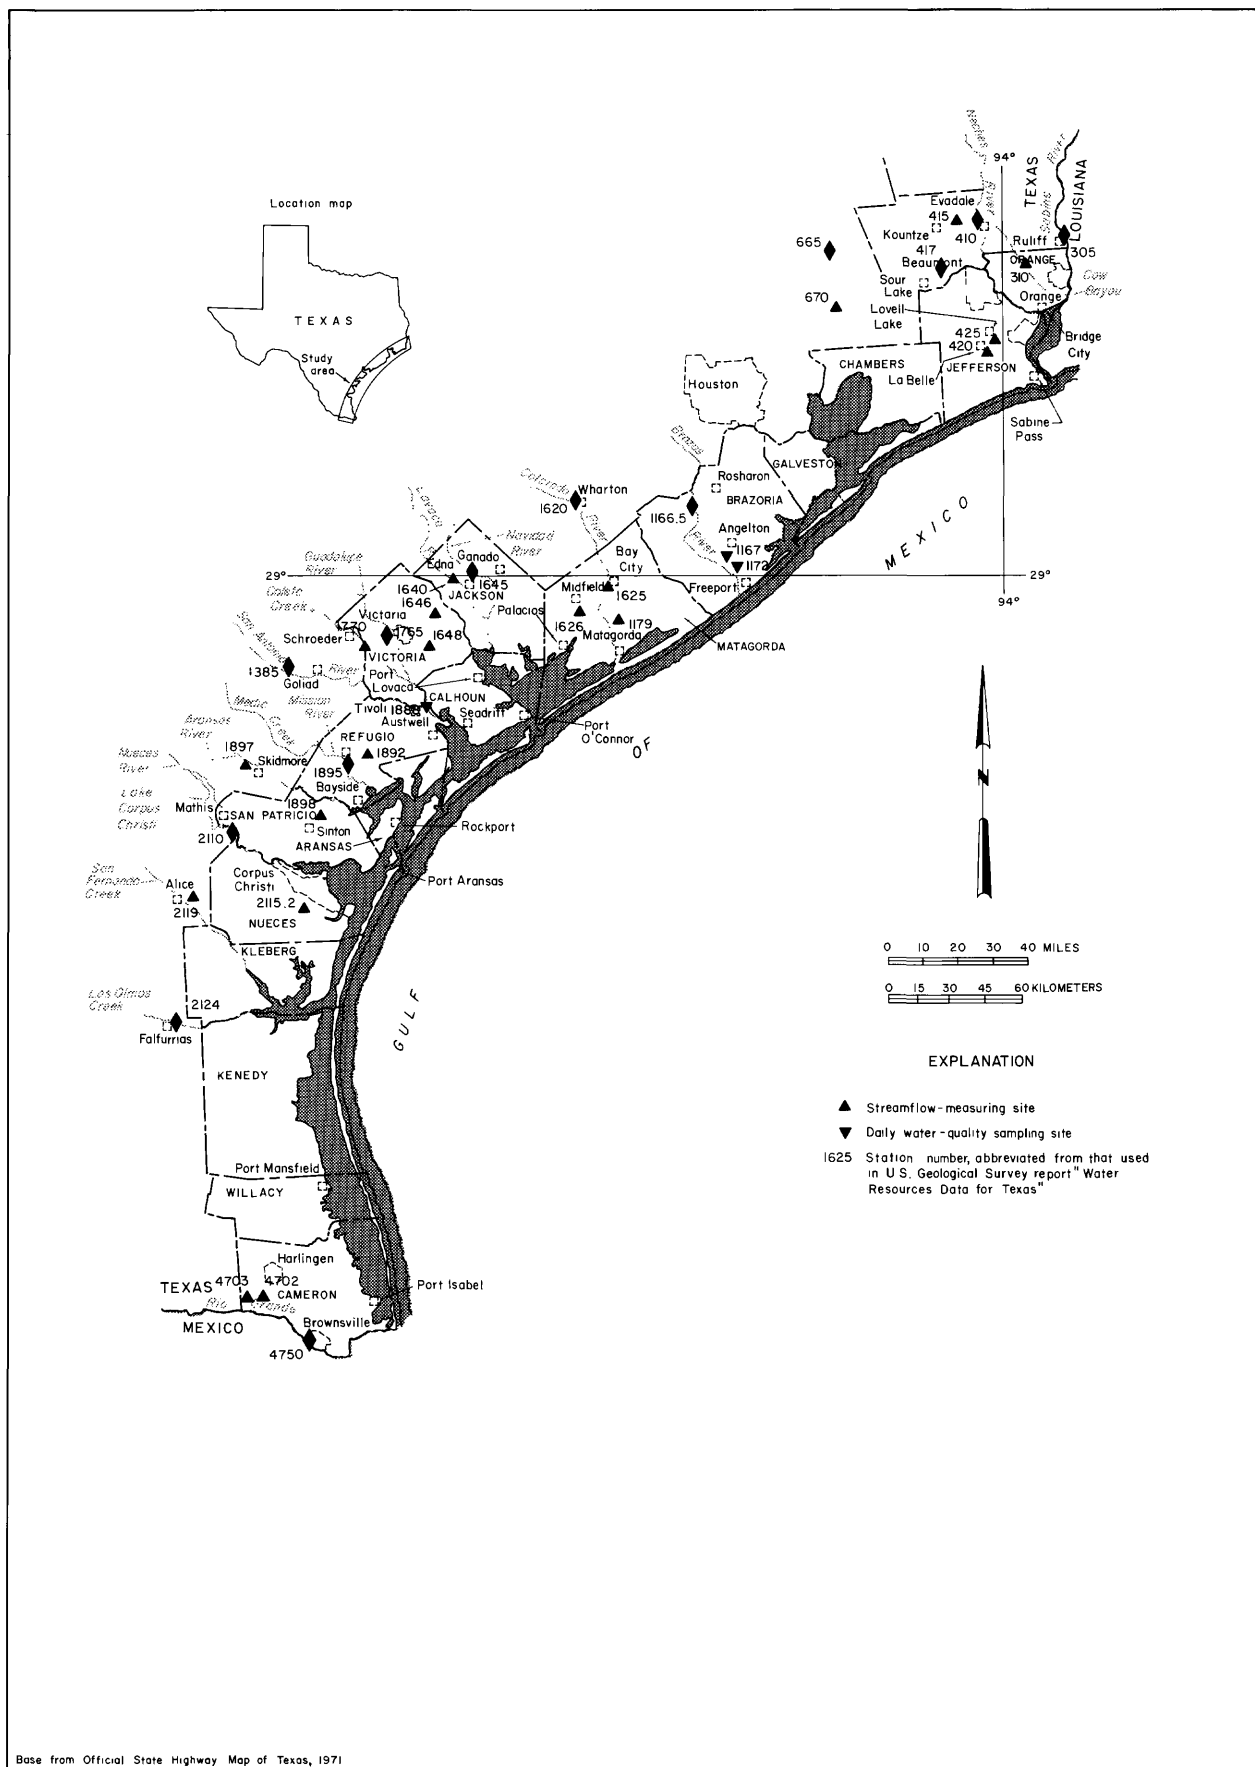 Location map
TEXAS
Study
area
Neches
River
94°
TEXAS
Sabine
River
LOUISIANA
Evadale
415
Kountze
410
417
Beaumont
Ruliff
305
ORANGE
310
665
Sour
Lake
Orange
Cow
Bayou
670
Lovell
Lake
425
420
Bridge
City
CHAMBERS
La Belle
JEFFERSON
Houston
Sabine
Pass
Brazos
River
GALVESTON
Rosharon
BRAZORIA
Colorado
River
Wharton
1620
1166.5
Angelton
1167
1172
Freeport
MEXICO
Lavaca
Navidad
River
Bay
City
Guadalupe
River
Edna
Ganado
29°
29°
94°
1640
1645
JACKSON
Midfield
1625
Coleto
Creek
1646
Palacios
San Antonio
River
Victoria
1770
1765
1648
1626
1179
Schroeder
Matagorda
MATAGORDA
VICTORIA
1385
Goliad
Port
Lovaca
CALHOUN
Mission
River
Medio
Creek
Tivoli
Austwell
Seadrift
Port
O'Connor
OF
Aransas
River
REFUGIO
1892
1897
Skidmore
1895
Bayside
Nueces
River
Lake
Corpus
Christi
Mathis
1898
SAN PATRICIO
Sinton
Rockport
2110
ARANSAS
San
Fernando
Creek
Alice
Corpus
Christi
Port Aransas
2115.2
2119
NUECES
KLEBERG
0 10 20 30 40 MILES
0 15 30 45 60 KILOMETERS
N
Los Olmos
Creek
2124
Falfurrias
GULF
KENEDY
EXPLANATION
Streamflow-measuring site
Daily water-quality sampling site
1625 Station number, abbreviated from that used
in U.S. Geological Survey report "Water
Resources Data for Texas"
Port Mansfield
WILLACY
Harlingen
4703
4702
TEXAS
CAMERON
Port Isabel
Rio
Grande
MEXICO
Brownsville
4750
Base from Official State Highway Map of Texas, 1971